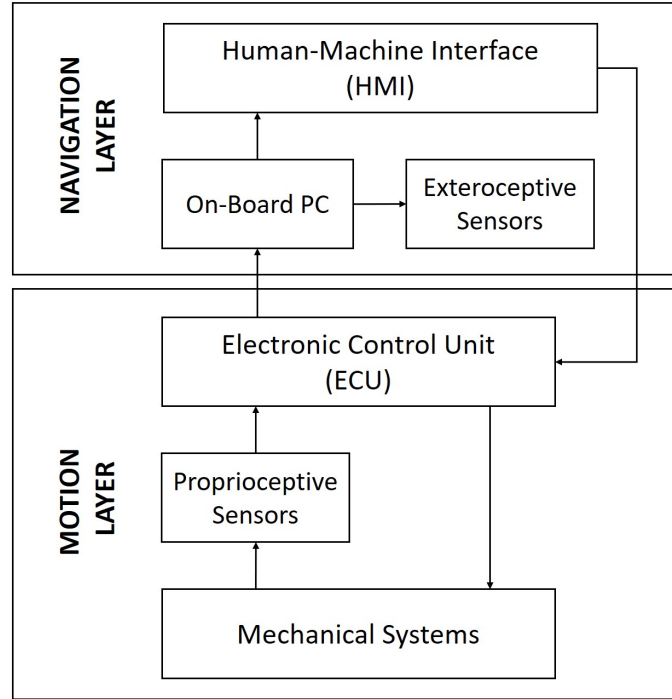 NAVIGATION
LAYER
Human-Machine Interface
(HMI)
On-Board PC
Exteroceptive
Sensors
MOTION
LAYER
Electronic Control Unit
(ECU)
Proprioceptive
Sensors
Mechanical Systems